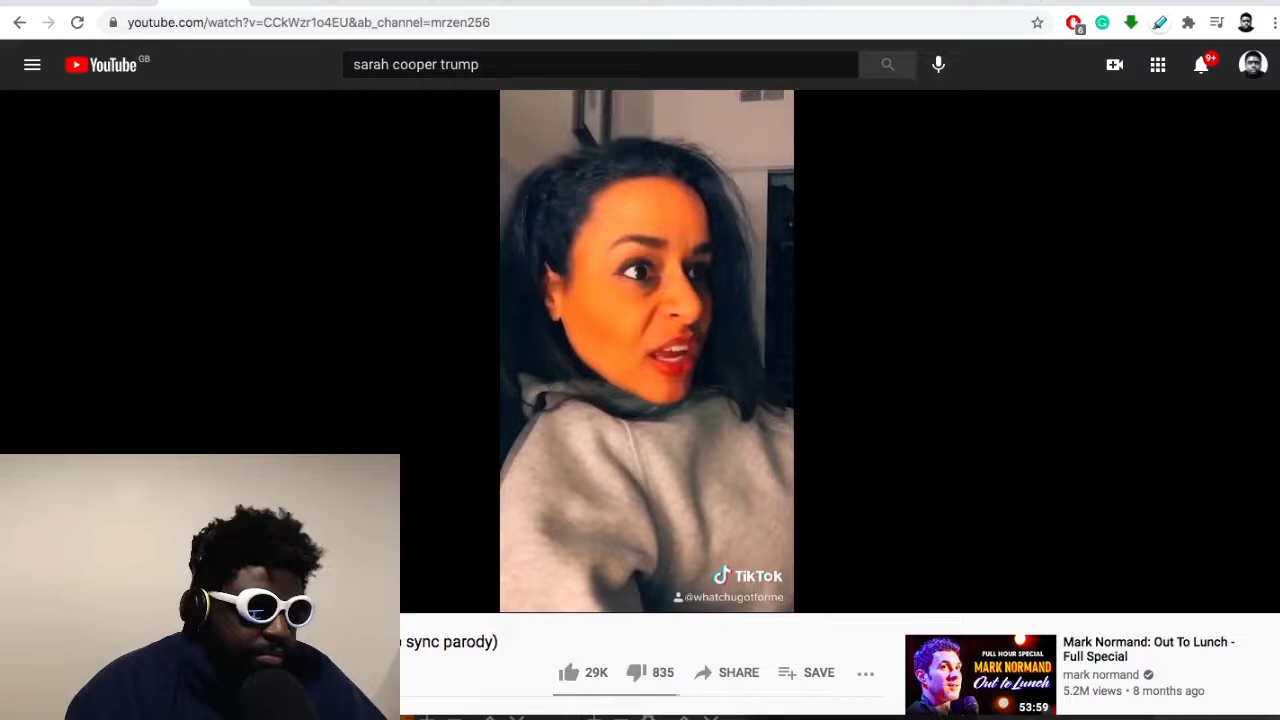 youtube.com/watch?v=CCkWzr1o4EU&ab_channel=mrzen256
6
YouTube GB
sarah cooper trump
9+
TikTok
@whatchugotforme
sync parody)
29K
835
SHARE
SAVE
FULL HOUR SPECIAL
MARK NORMAND
Out to Lunch
53:59
Mark Normand: Out To Lunch -
Full Special
mark normand
5.2M views • 8 months ago